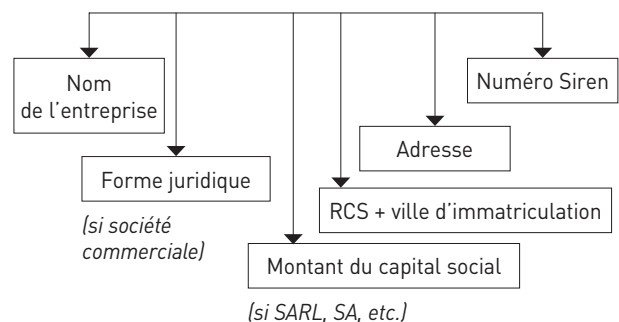 Nom
de l'entreprise
Numéro Siren
Adresse
Forme juridique
(si société
commerciale)
RCS + ville d'immatriculation
Montant du capital social
(si SARL, SA, etc.)